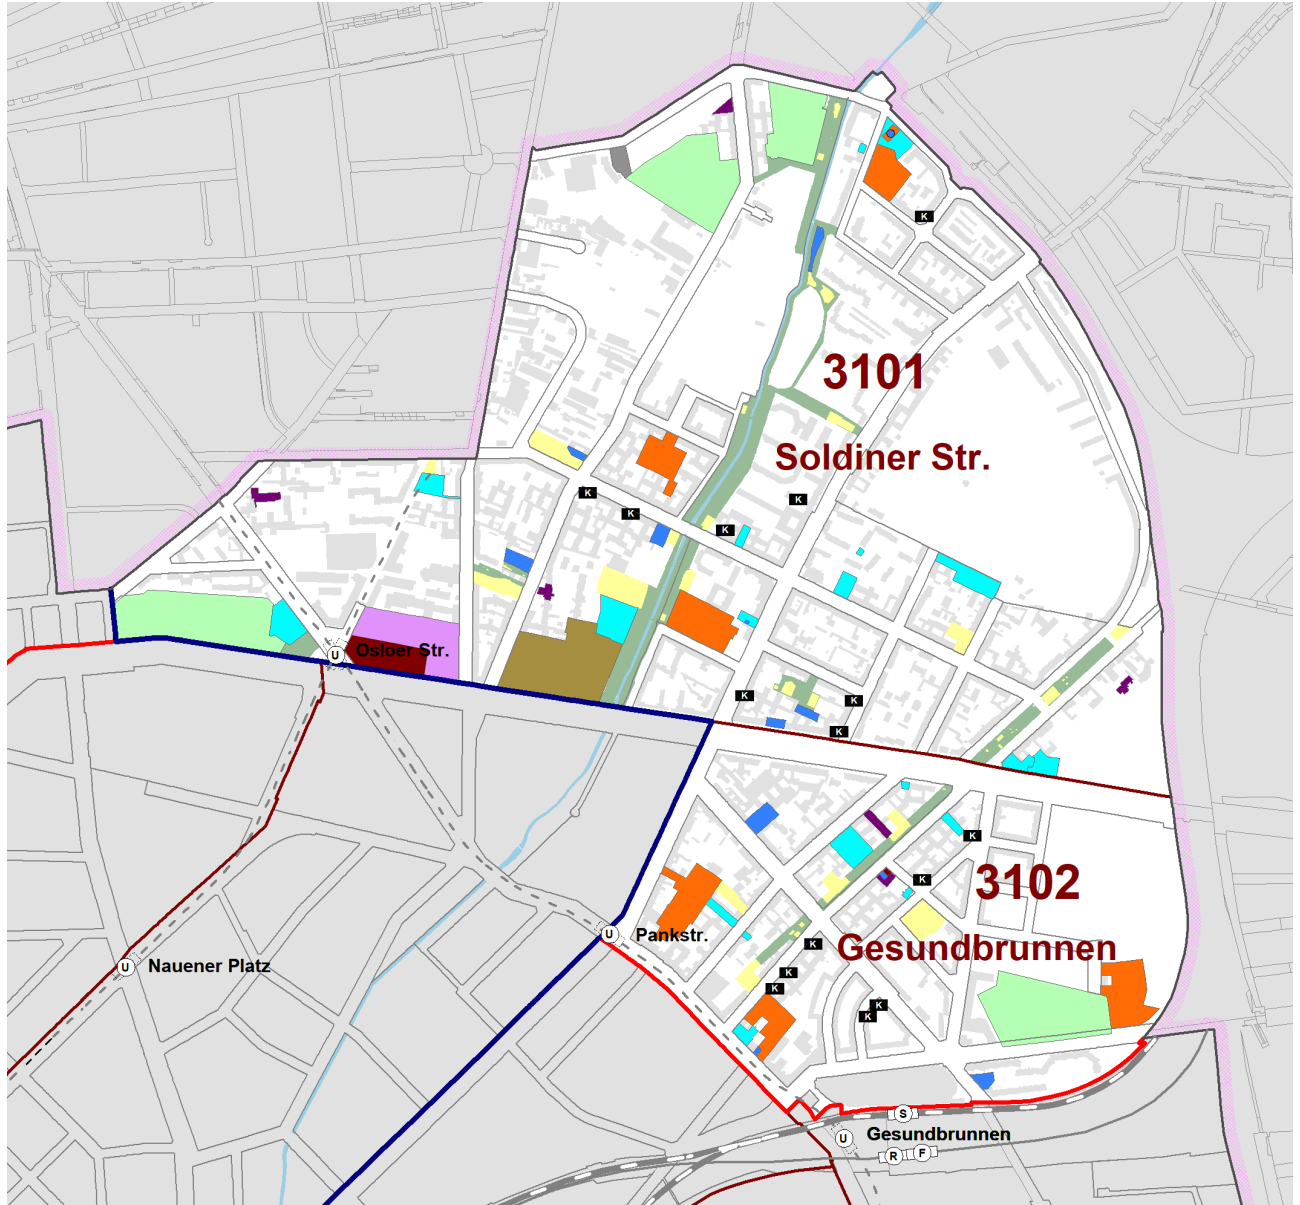 K
3101
Soldiner Str.
K
K
K
K
U
Osloer Str.
K
K
K
K
3102
K
U
Pankstr.
Gesundbrunnen
K
U
Nauener Platz
K
K
K
K
S
U
Gesundbrunnen
R
F